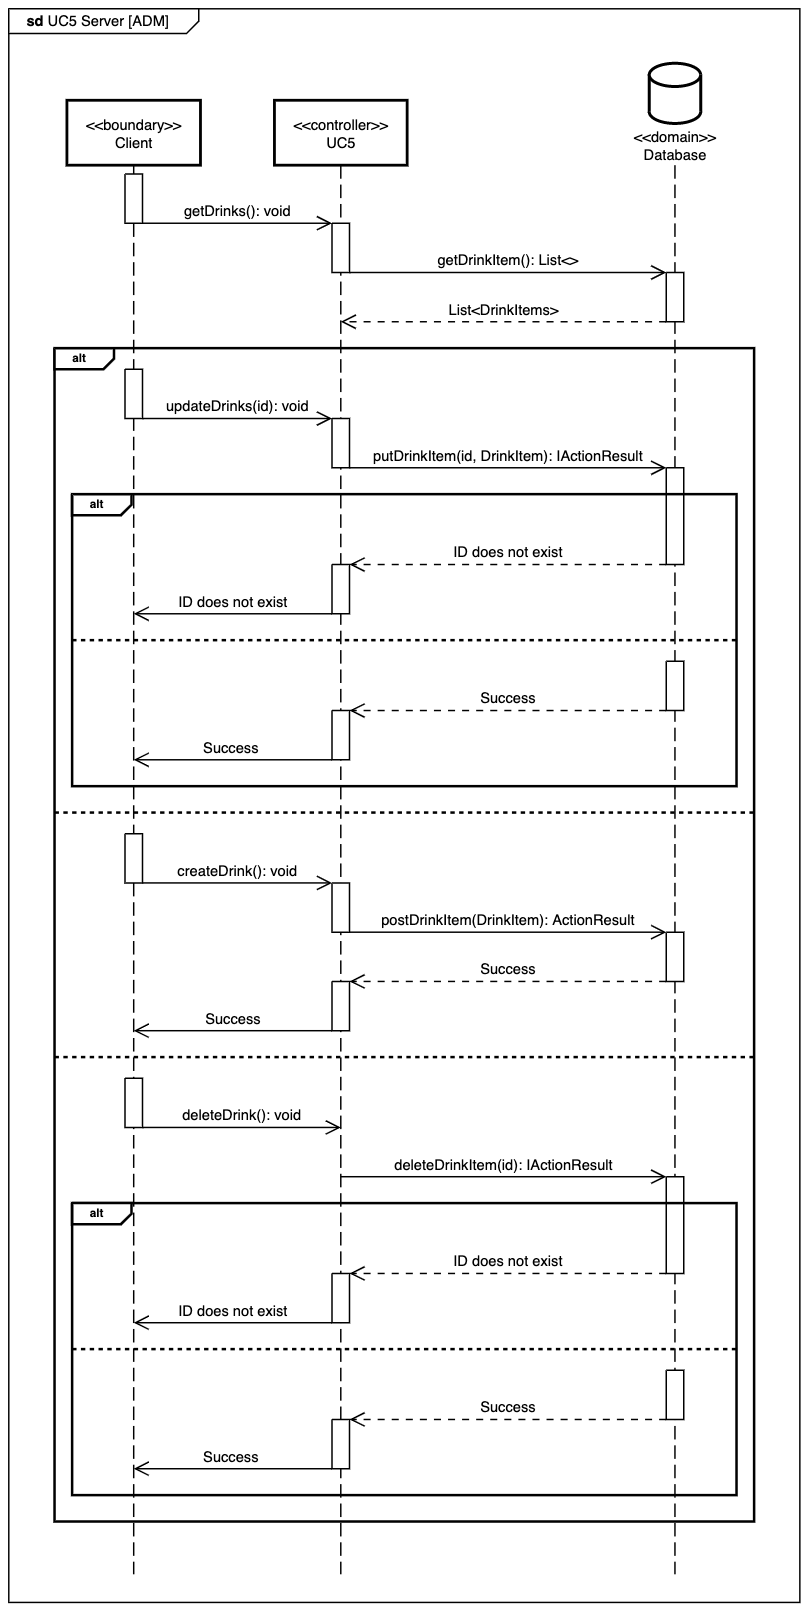 sd UC5 Server [ADM]
<<boundary>>
Client
<<controller>>
UC5
<<domain>>
Database
getDrinks(): void
getDrinkItem(): List<>
List<DrinkItems>
alt
updateDrinks(id): void
putDrinkItem(id, DrinkItem): IActionResult
alt
ID does not exist
ID does not exist
Success
Success
createDrink(): void
postDrinkItem(DrinkItem): ActionResult
Success
Success
deleteDrink(): void
deleteDrinkItem(id): IActionResult
alt
ID does not exist
ID does not exist
Success
Success